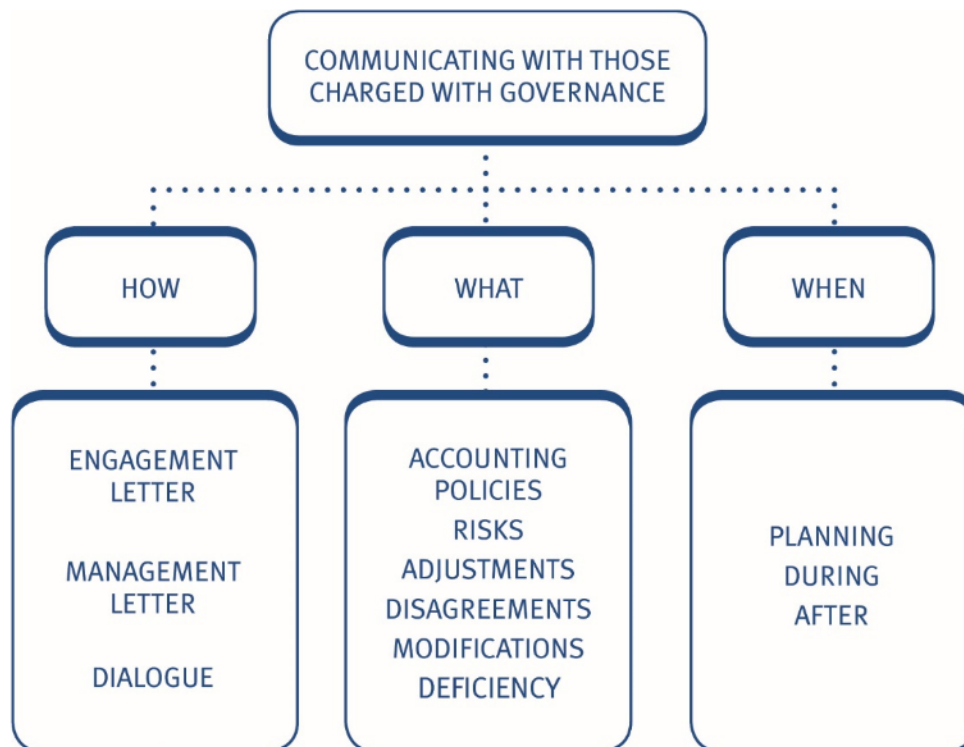 COMMUNICATING WITH THOSE
CHARGED WITH GOVERNANCE
HOW
WHAT
WHEN
ENGAGEMENT
LETTER
MANAGEMENT
LETTER
DIALOGUE
ACCOUNTING
POLICIES
RISKS
ADJUSTMENTS
DISAGREEMENTS
MODIFICATIONS
DEFICIENCY
PLANNING
DURING
AFTER